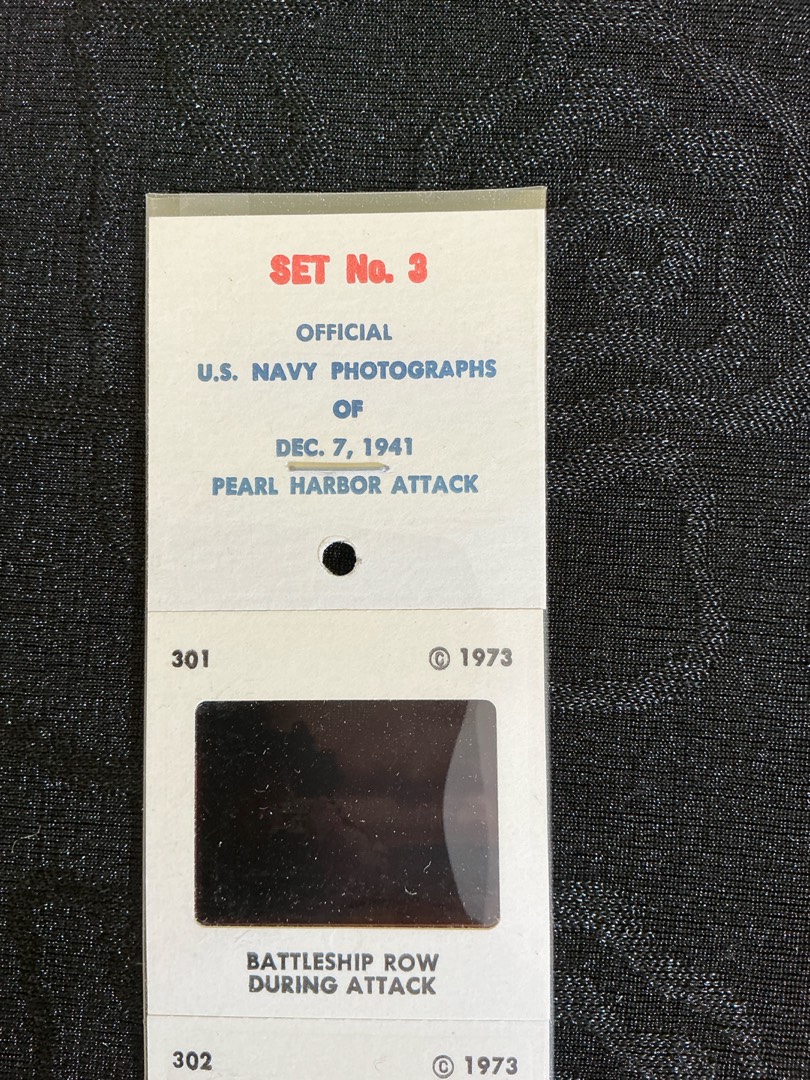 SET No. 3
OFFICIAL
U.S. NAVY PHOTOGRAPHS
OF
DEC. 7, 1941
PEARL HARBOR ATTACK
301 © 1973
BATTLESHIP ROW
DURING ATTACK
302 © 1973